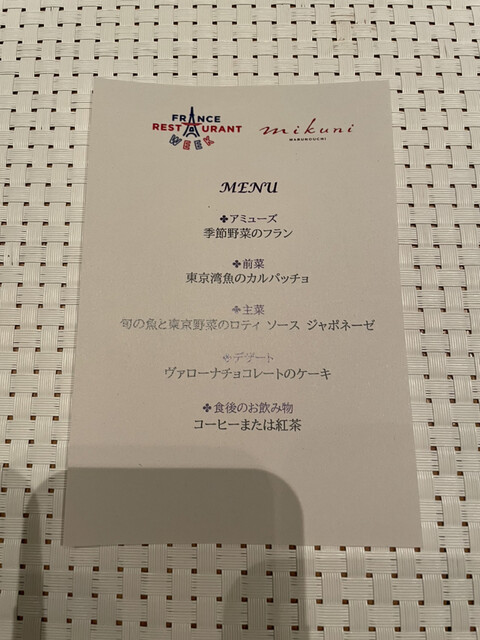 FRANCE
RESTAURANT
WEEK
mikuni
MARUNOUCHI
MENU
✤アミューズ
季節野菜のフラン
✤前菜
東京湾魚のカルパッチョ
✤主菜
旬の魚と東京野菜のロティ ソース ジャポネーゼ
✤デザート
ヴァローナチョコレートのケーキ
✤食後のお飲み物
コーヒーまたは紅茶